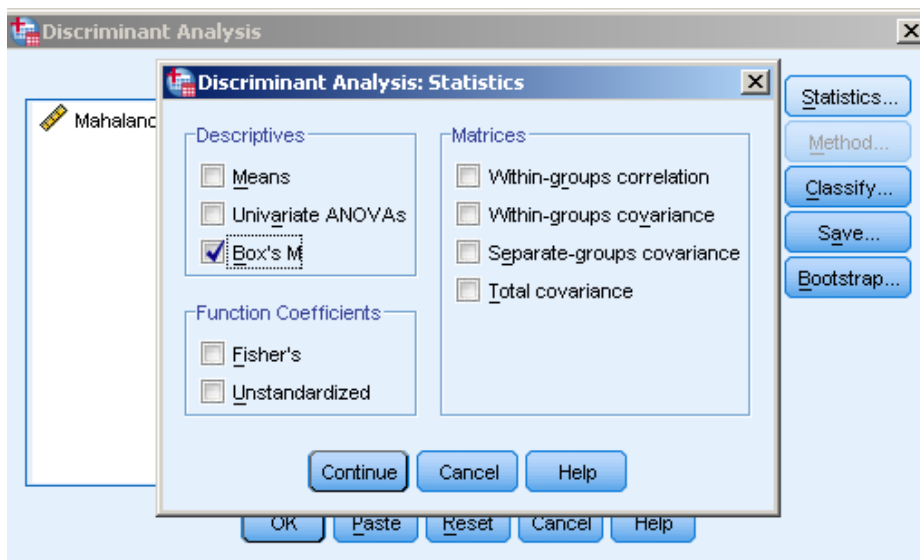 Discriminant Analysis
Discriminant Analysis: Statistics
Mahalanc
Descriptives
Means
Univariate ANOVAs
Box's M
Function Coefficients
Fisher's
Unstandardized
Matrices
Within-groups correlation
Within-groups covariance
Separate-groups covariance
Total covariance
Continue Cancel Help
Statistics...
Method...
Classify...
Save...
Bootstrap...
OK Paste Reset Cancel Help